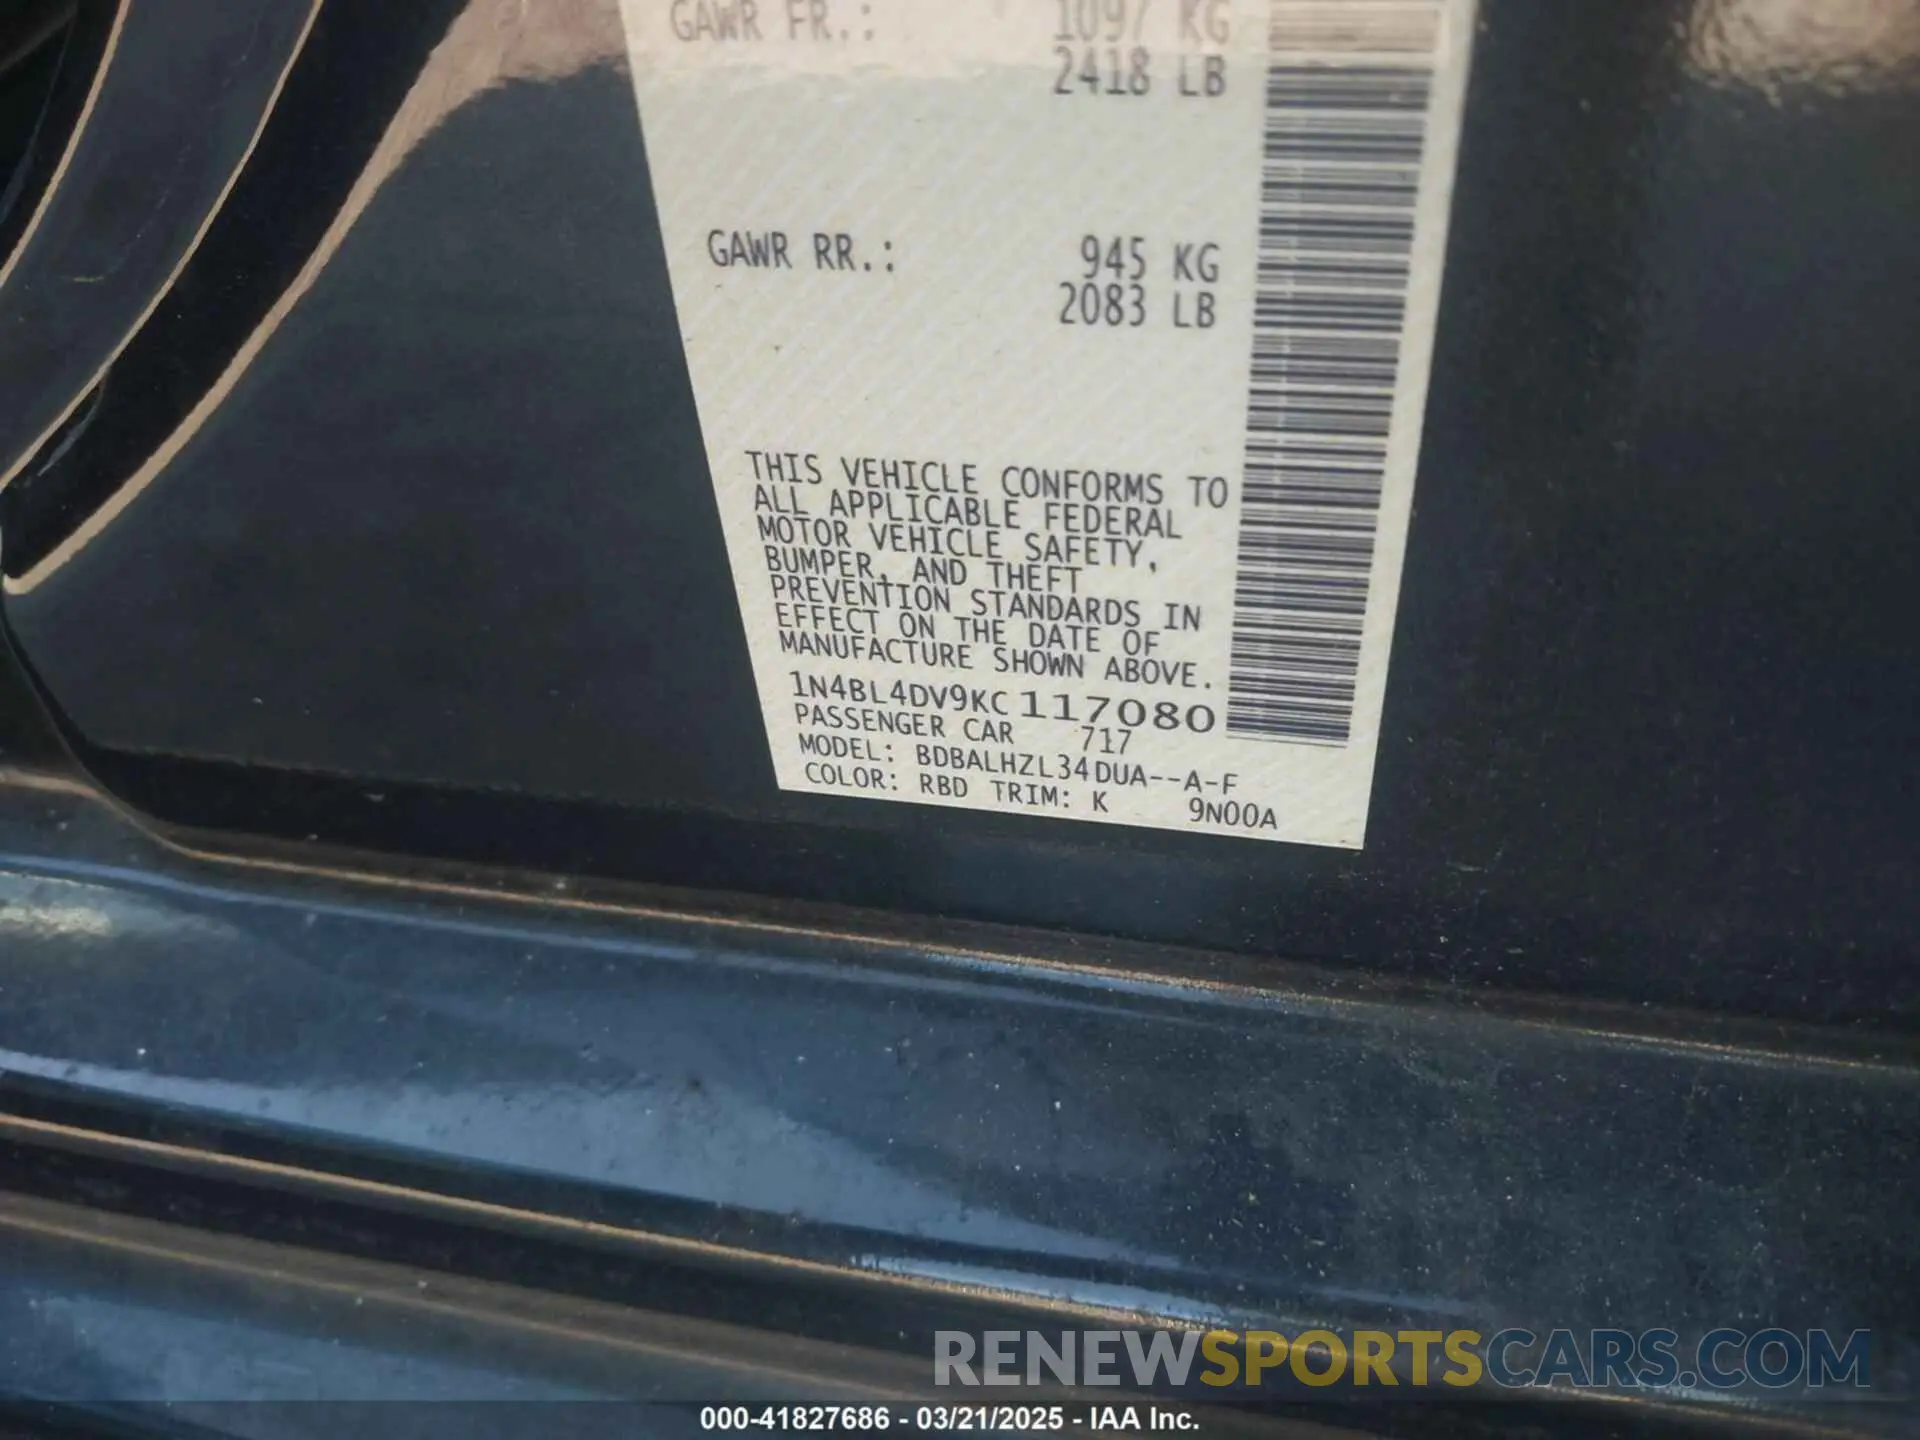 GAWR FR.: 1097 KG
2418 LB
GAWR RR.: 945 KG
2083 LB
THIS VEHICLE CONFORMS TO
ALL APPLICABLE FEDERAL
MOTOR VEHICLE SAFETY,
BUMPER, AND THEFT
PREVENTION STANDARDS IN
EFFECT ON THE DATE OF
MANUFACTURE SHOWN ABOVE.
1N4BL4DV9KC117080
PASSENGER CAR 717
MODEL: BDBALHZL34DUA--A-F
COLOR: RBD TRIM: K 9N00A
RENEWSPORTSCARS.COM
000-41827686 - 03/21/2025 - IAA Inc.